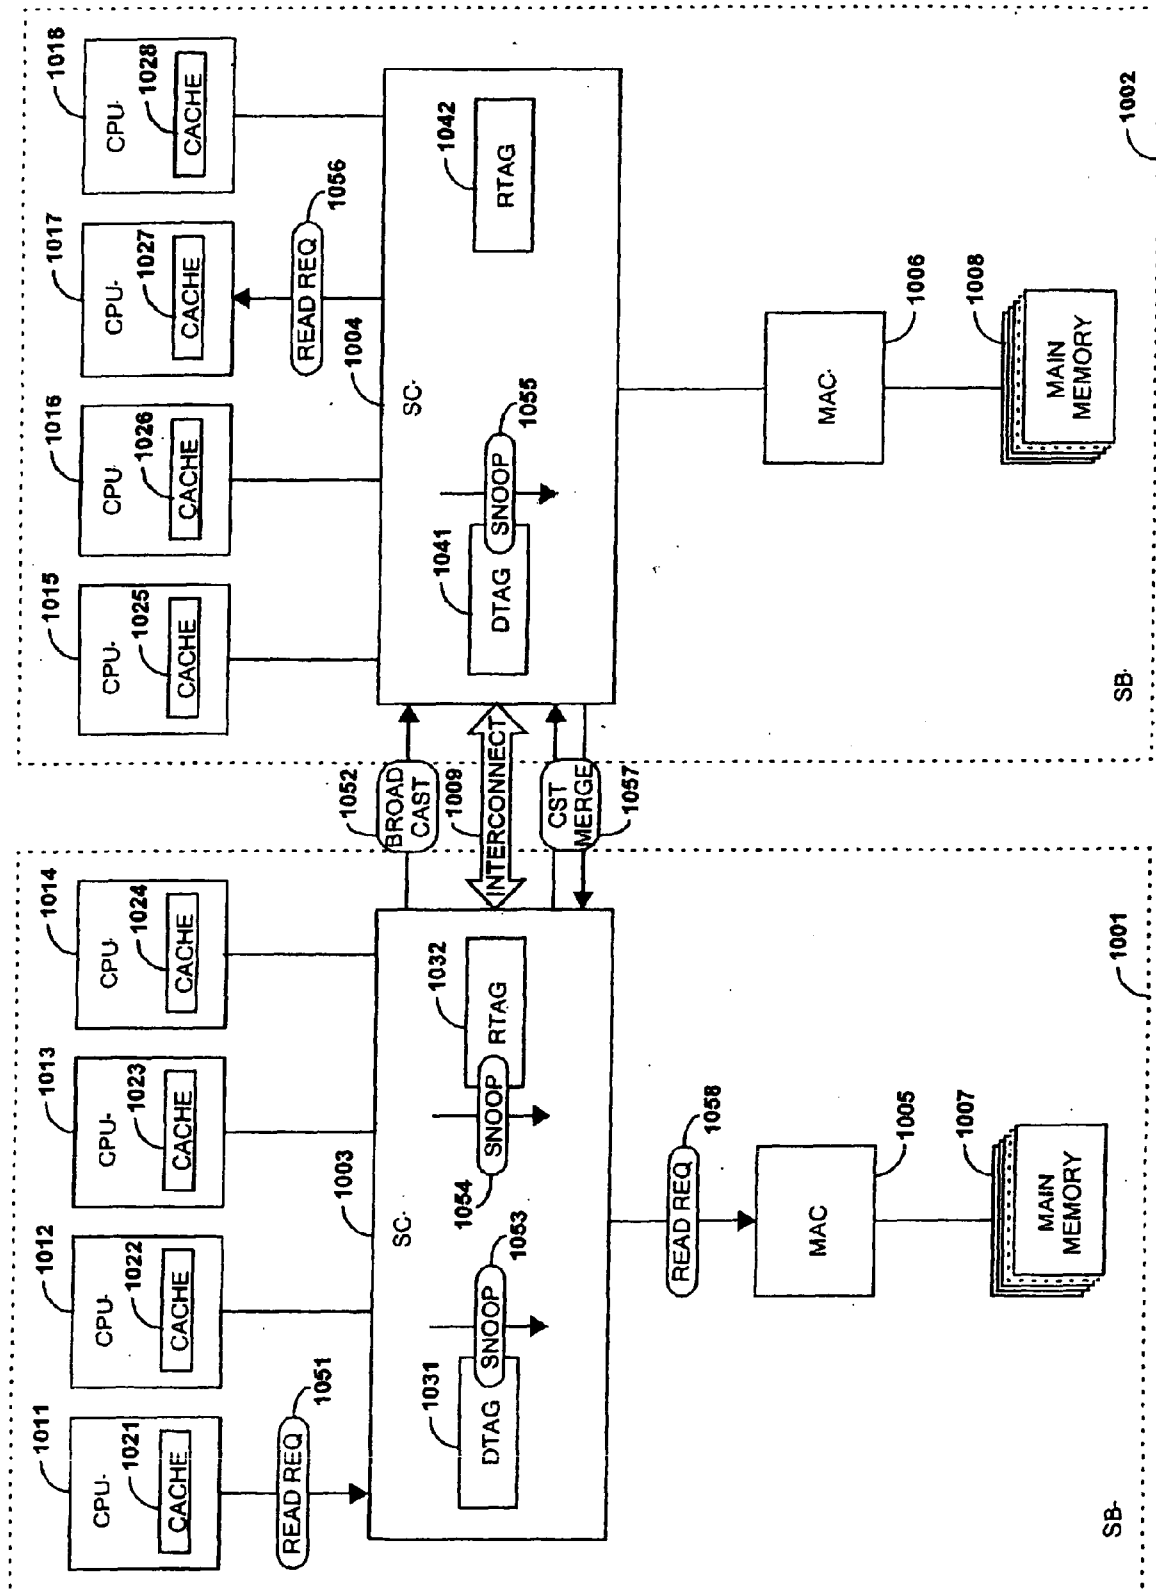 1011
CPU-
1021
CACHE
1012
CPU-
1022
CACHE
1013
CPU-
1023
CACHE
1014
CPU-
1024
CACHE
1015
CPU-
1025
CACHE
1016
CPU-
1026
CACHE
1017
CPU-
1027
CACHE
1018
CPU-
1028
CACHE
READ REQ
1051
READ REQ
1056
1003
SC-
1031
DTAG
SNOOP
1053
SNOOP
1054
RTAG
1032
1052
BROAD
CAST
1009
INTERCONNECT
CST
MERGE
1057
1004
SC-
1041
DTAG
SNOOP
1055
RTAG
1042
READ REQ
1058
MAC
1005
MAIN
MEMORY
1007
MAC-
1006
MAIN
MEMORY
1008
SB-
1001
SB-
1002